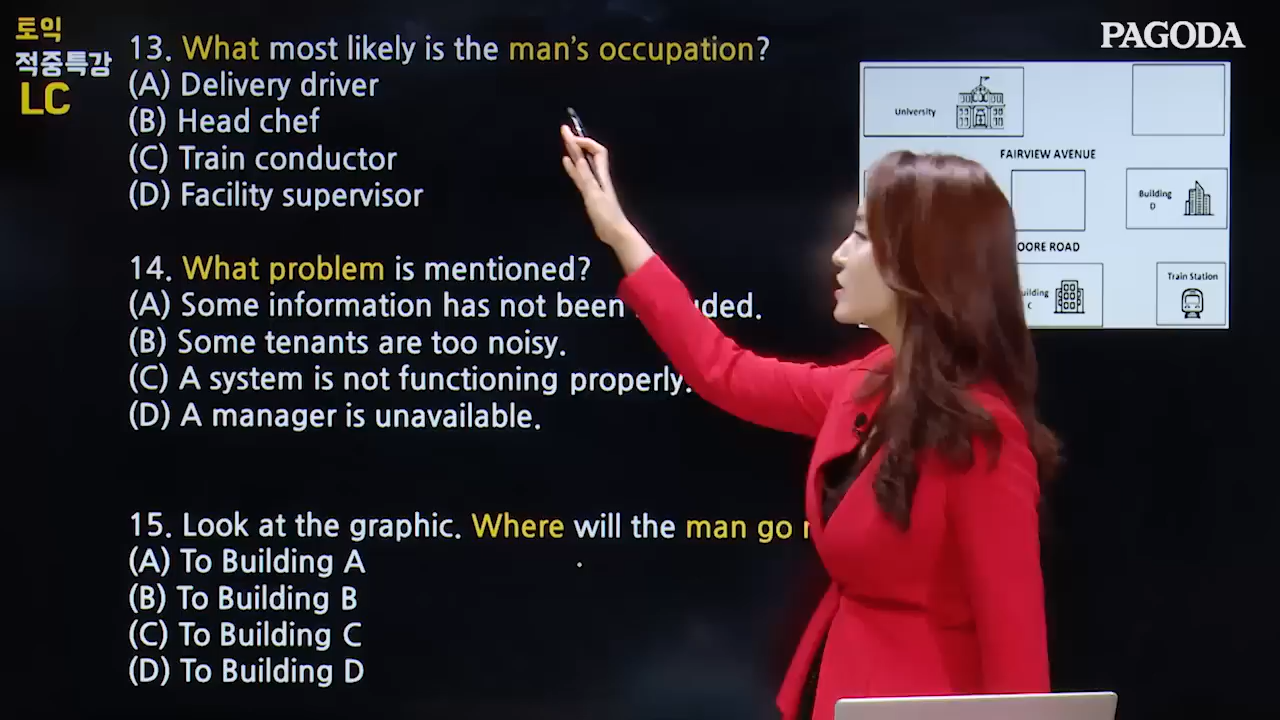 토익
적중특강
LC
PAGODA
13. What most likely is the man's occupation?
(A) Delivery driver
(B) Head chef
(C) Train conductor
(D) Facility supervisor
14. What problem is mentioned?
(A) Some information has not been
(B) Some tenants are too noisy.
(C) A system is not functioning properly.
(D) A manager is unavailable.
15. Look at the graphic. Where will the man go
(A) To Building A
(B) To Building B
(C) To Building C
(D) To Building D
University
FAIRVIEW AVENUE
Building
D
ROAD
C
Train Station